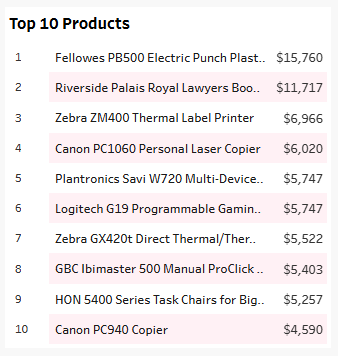 Top 10 Products
1 Fellowes PB500 Electric Punch Plast.. $15,760
2 Riverside Palais Royal Lawyers Boo.. $11,717
3 Zebra ZM400 Thermal Label Printer $6,966
4 Canon PC1060 Personal Laser Copier $6,020
5 Plantronics Savi W720 Multi-Device.. $5,747
6 Logitech G19 Programmable Gamin.. $5,747
7 Zebra GX420t Direct Thermal/Ther.. $5,522
8 GBC Ibimaster 500 Manual ProClick .. $5,403
9 HON 5400 Series Task Chairs for Big.. $5,257
10 Canon PC940 Copier $4,590